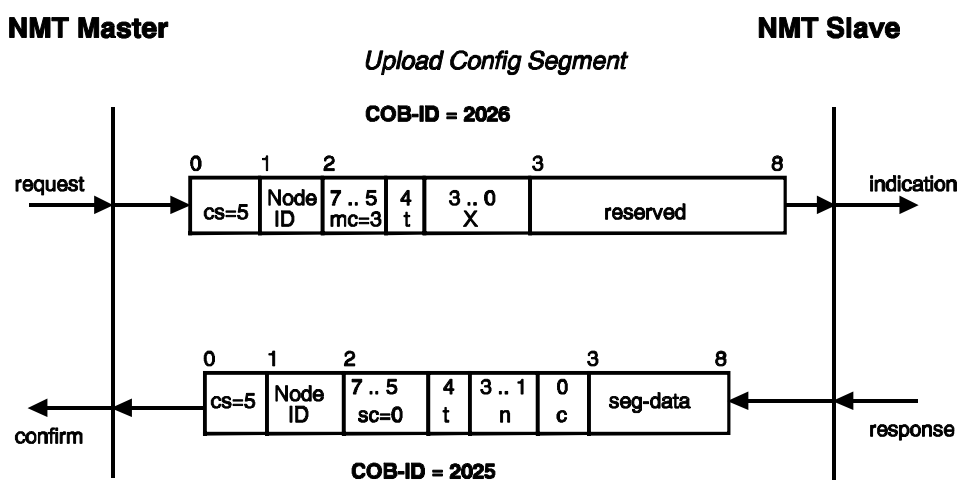 NMT Master NMT Slave
Upload Config Segment
COB-ID = 2026
0 1 2 3 8
request indication
cs=5 Node ID 7 .. 5 mc=3 4 t 3 .. 0 X reserved
0 1 2 3 8
cs=5 Node ID 7 .. 5 sc=0 4 t 3 .. 1 n 0 c seg-data
confirm response
COB-ID = 2025